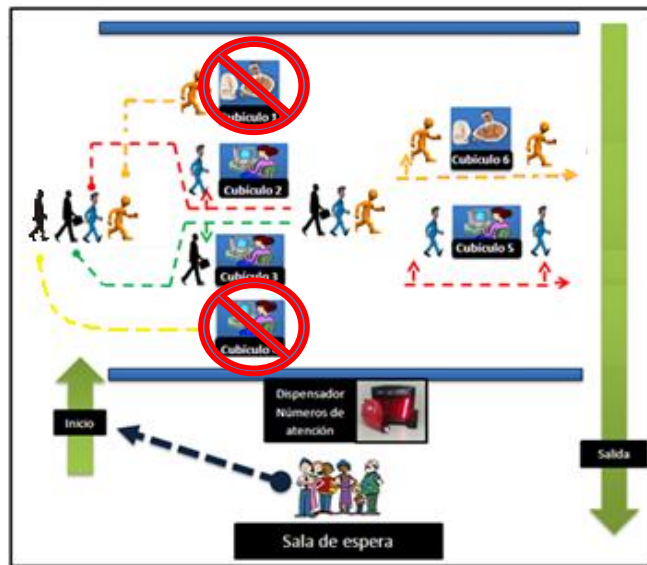 Cubículo 1
Cubículo 2
Cubículo 6
Cubículo 3
Cubículo 5
Cubículo
Dispensador
Números de
atención
Inicio
Salida
Sala de espera